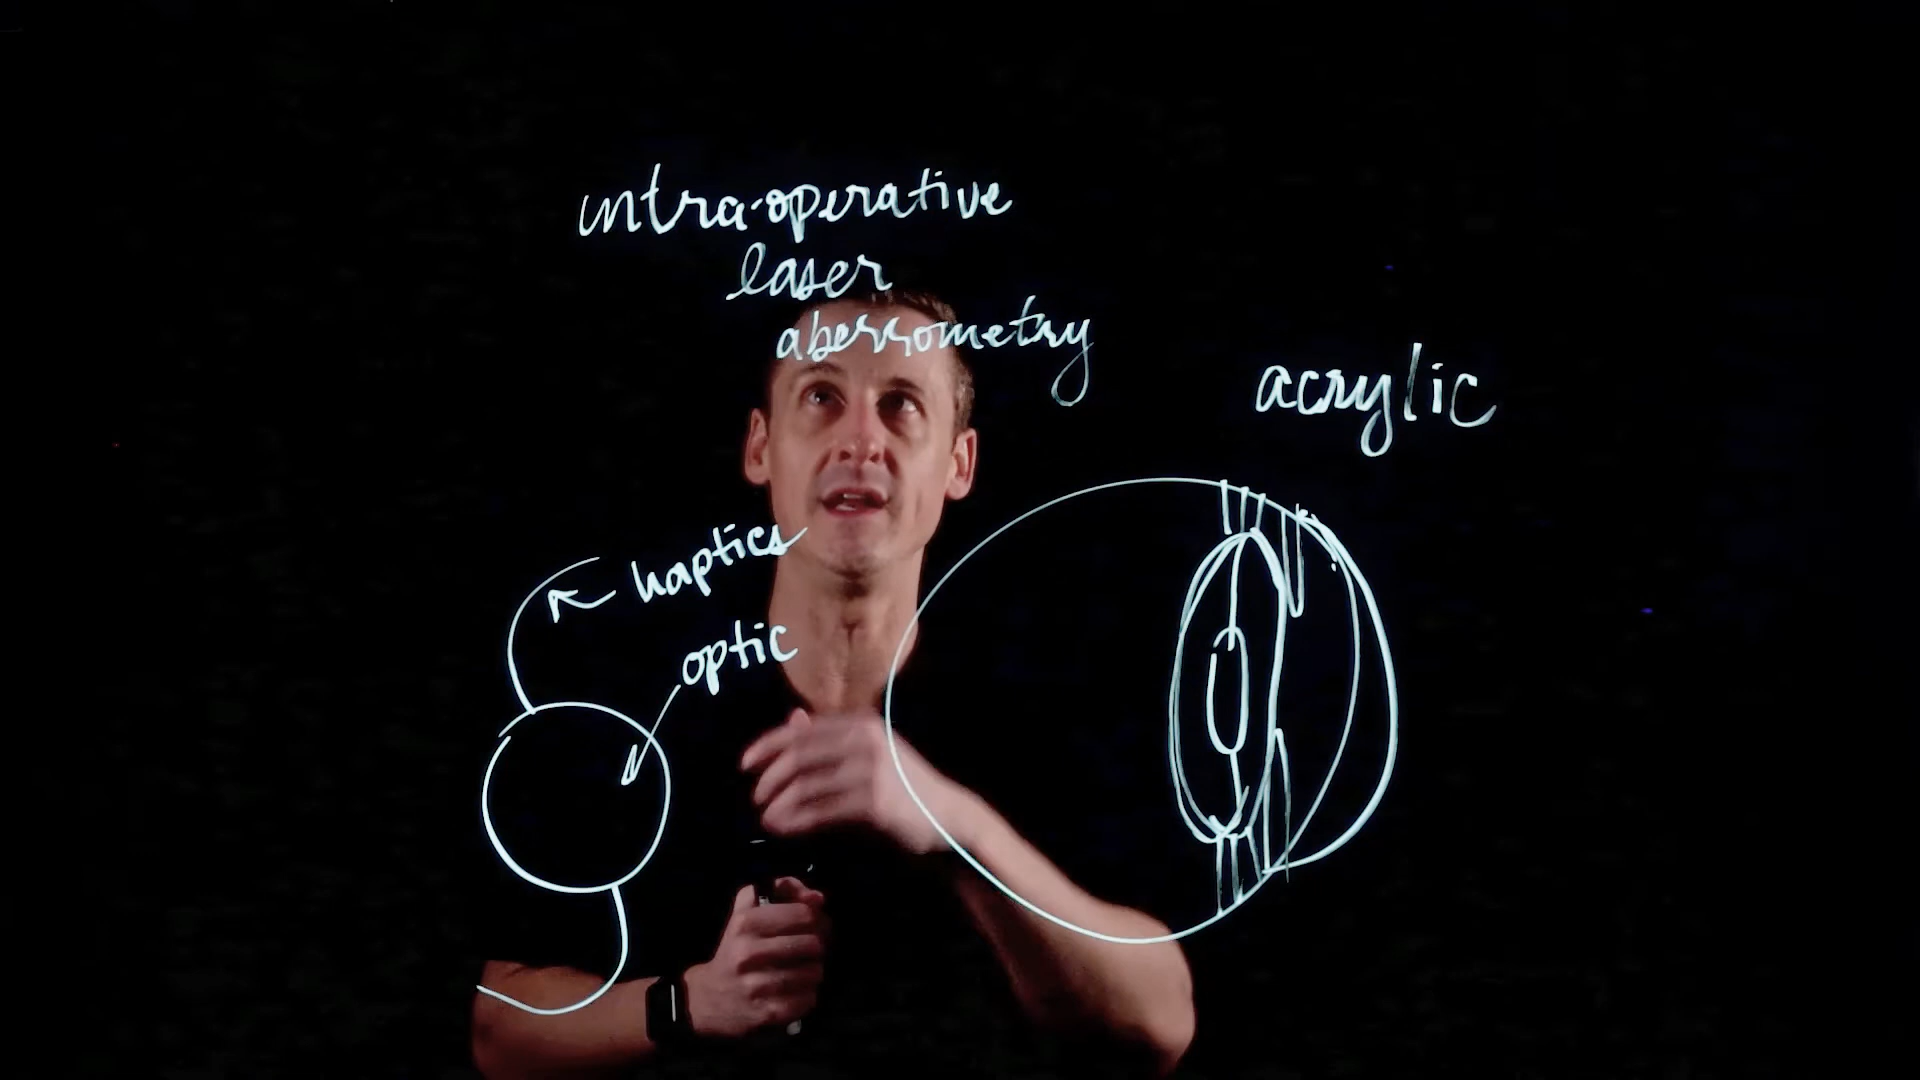 intra-operative
laser
aberrometry
acrylic
haptics
optic